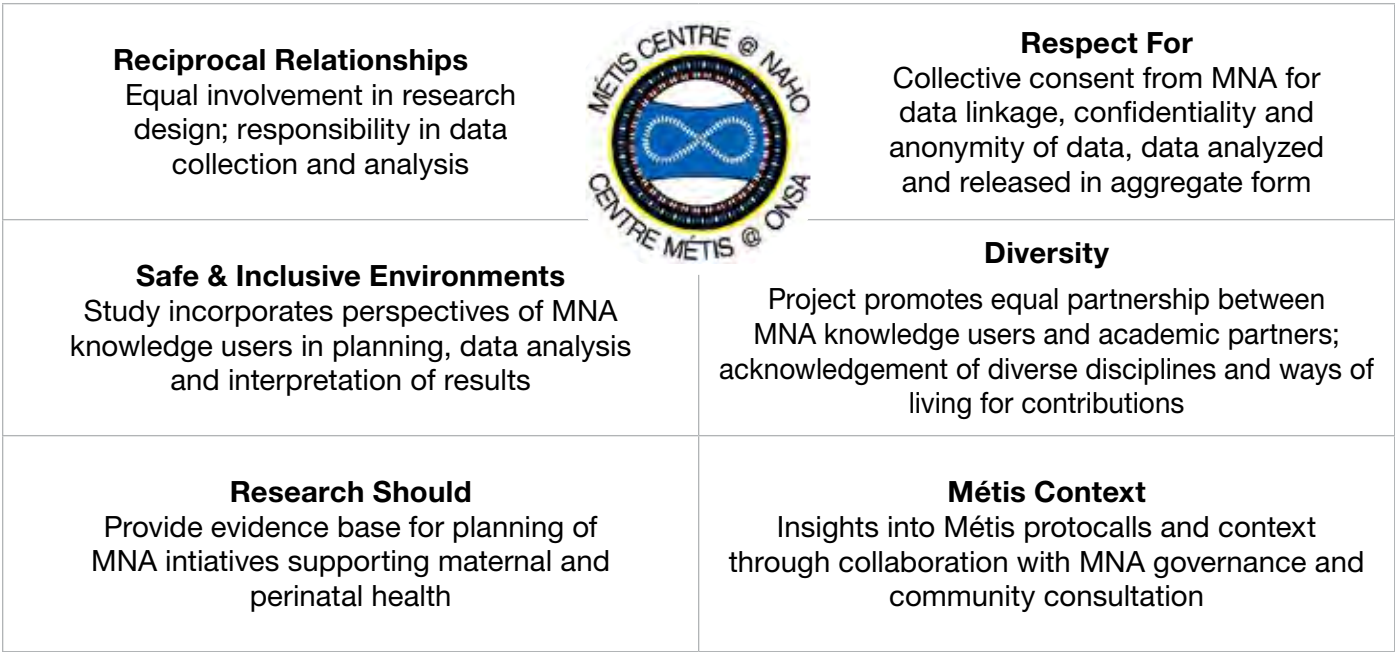 Reciprocal Relationships
Equal involvement in research
design; responsibility in data
collection and analysis
MÉTIS CENTRE @ NAHO
CENTRE MÉTIS @ ONSA
Respect For
Collective consent from MNA for
data linkage, confidentiality and
anonymity of data, data analyzed
and released in aggregate form
Safe & Inclusive Environments
Study incorporates perspectives of MNA
knowledge users in planning, data analysis
and interpretation of results
Diversity
Project promotes equal partnership between
MNA knowledge users and academic partners;
acknowledgement of diverse disciplines and ways of
living for contributions
Research Should
Provide evidence base for planning of
MNA intiatives supporting maternal and
perinatal health
Métis Context
Insights into Métis protocalls and context
through collaboration with MNA governance and
community consultation